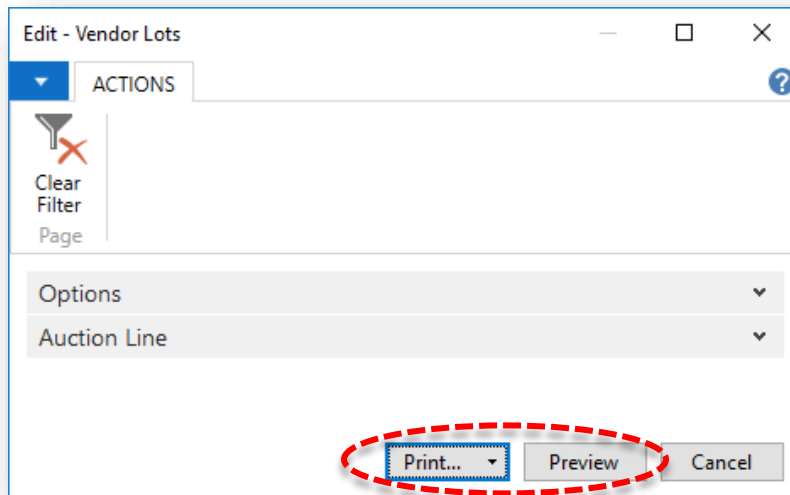 Edit - Vendor Lots
ACTIONS
?
Clear
Filter
Page
Options
Auction Line
Print...
Preview
Cancel